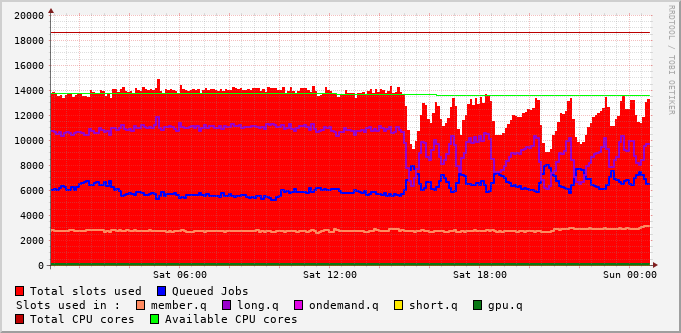 20000
18000
16000
14000
12000
10000
8000
6000
4000
2000
0
Sat 06:00 Sat 12:00 Sat 18:00 Sun 00:00
RRDTOOL / TOBI OETIKER
Total slots used Queued Jobs
Slots used in : member.q long.q ondemand.q short.q gpu.q
Total CPU cores Available CPU cores